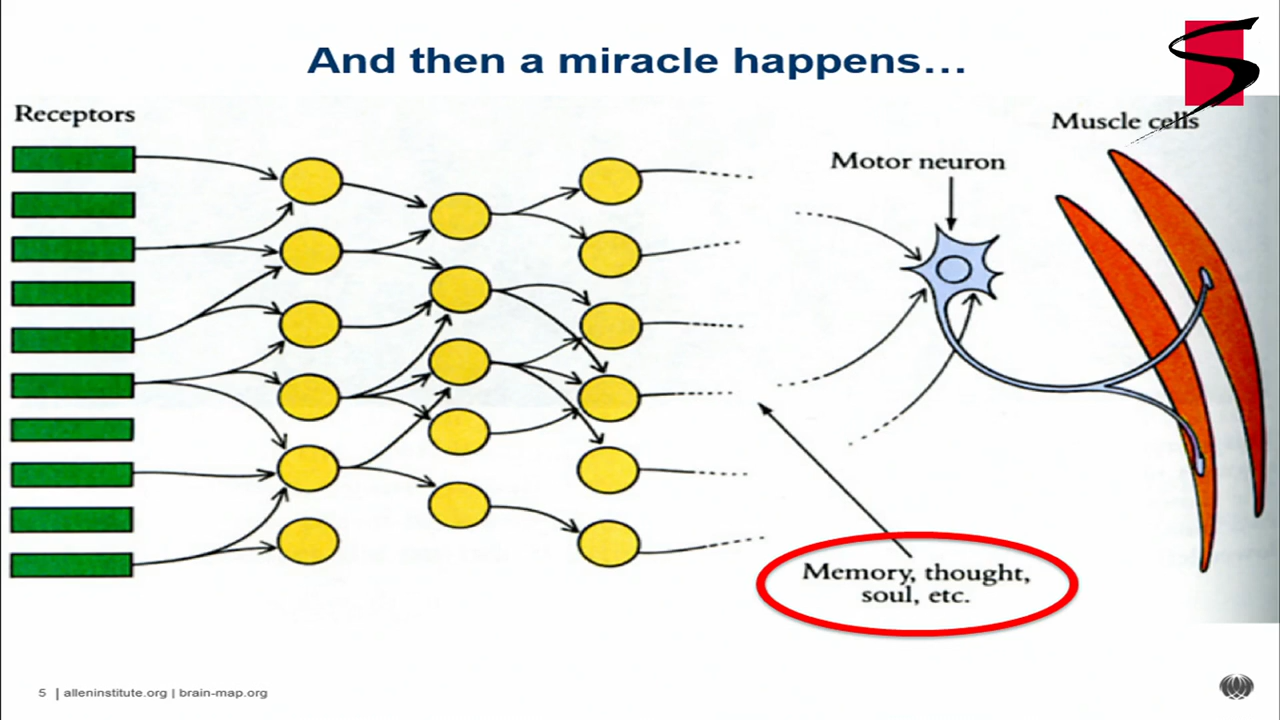 And then a miracle happens…
Receptors
Muscle cells
Motor neuron
Memory, thought,
soul, etc.
5 | alleninstitute.org | brain-map.org